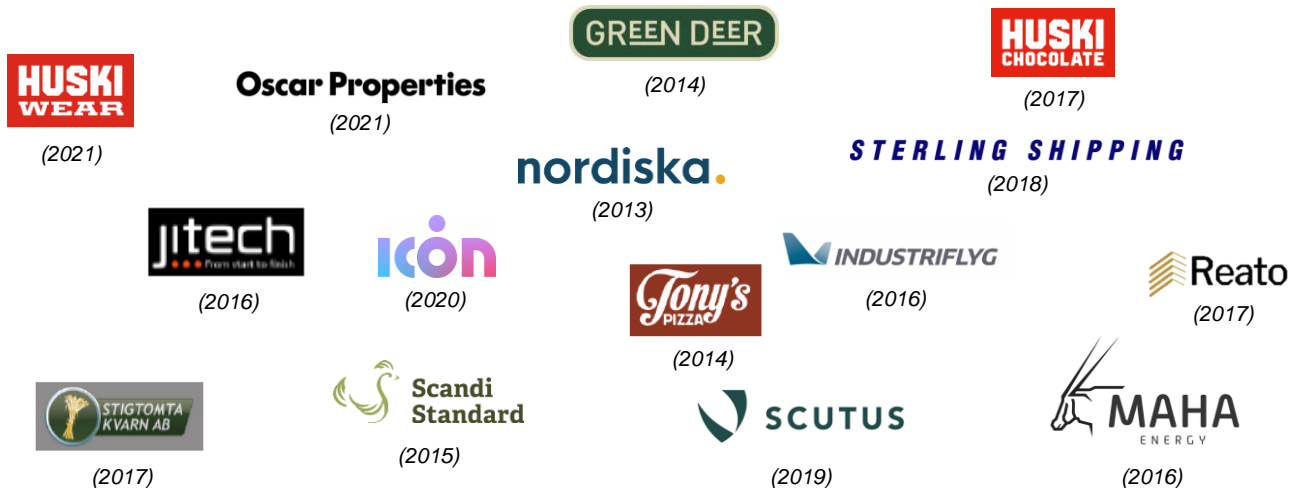 GREEN DEER
(2014)
HUSKI
CHOCOLATE
(2017)
HUSKI
WEAR
(2021)
Oscar Properties
(2021)
nordiska.
(2013)
STERLING SHIPPING
(2018)
jitech
From start to finish
(2016)
icon
(2020)
Tony's
PIZZA
(2014)
INDUSTRIFLYG
(2016)
Reato
(2017)
STIGTOMTA
KVARN AB
(2017)
Scandi
Standard
(2015)
SCUTUS
(2019)
MAHA
ENERGY
(2016)